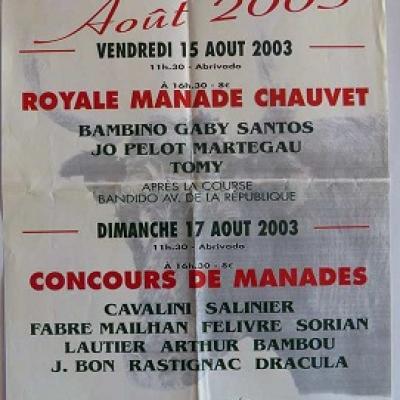 Août 2003
VENDREDI 15 AOUT 2003
11h.30 - Abrivado
À 16h.30 - 8€
ROYALE MANADE CHAUVET
BAMBINO GABY SANTOS
JO PELOT MARTEGAU
TOMY
APRÈS LA COURSE
BANDIDO AV. DE LA RÉPUBLIQUE
DIMANCHE 17 AOUT 2003
11h.30 - Abrivado
À 16h.30 - 8€
CONCOURS DE MANADES
CAVALINI SALINIER
FABRE MAILHAN FELIVRE SORIAN
LAUTIER ARTHUR BAMBOU
J. BON RASTIGNAC DRACULA